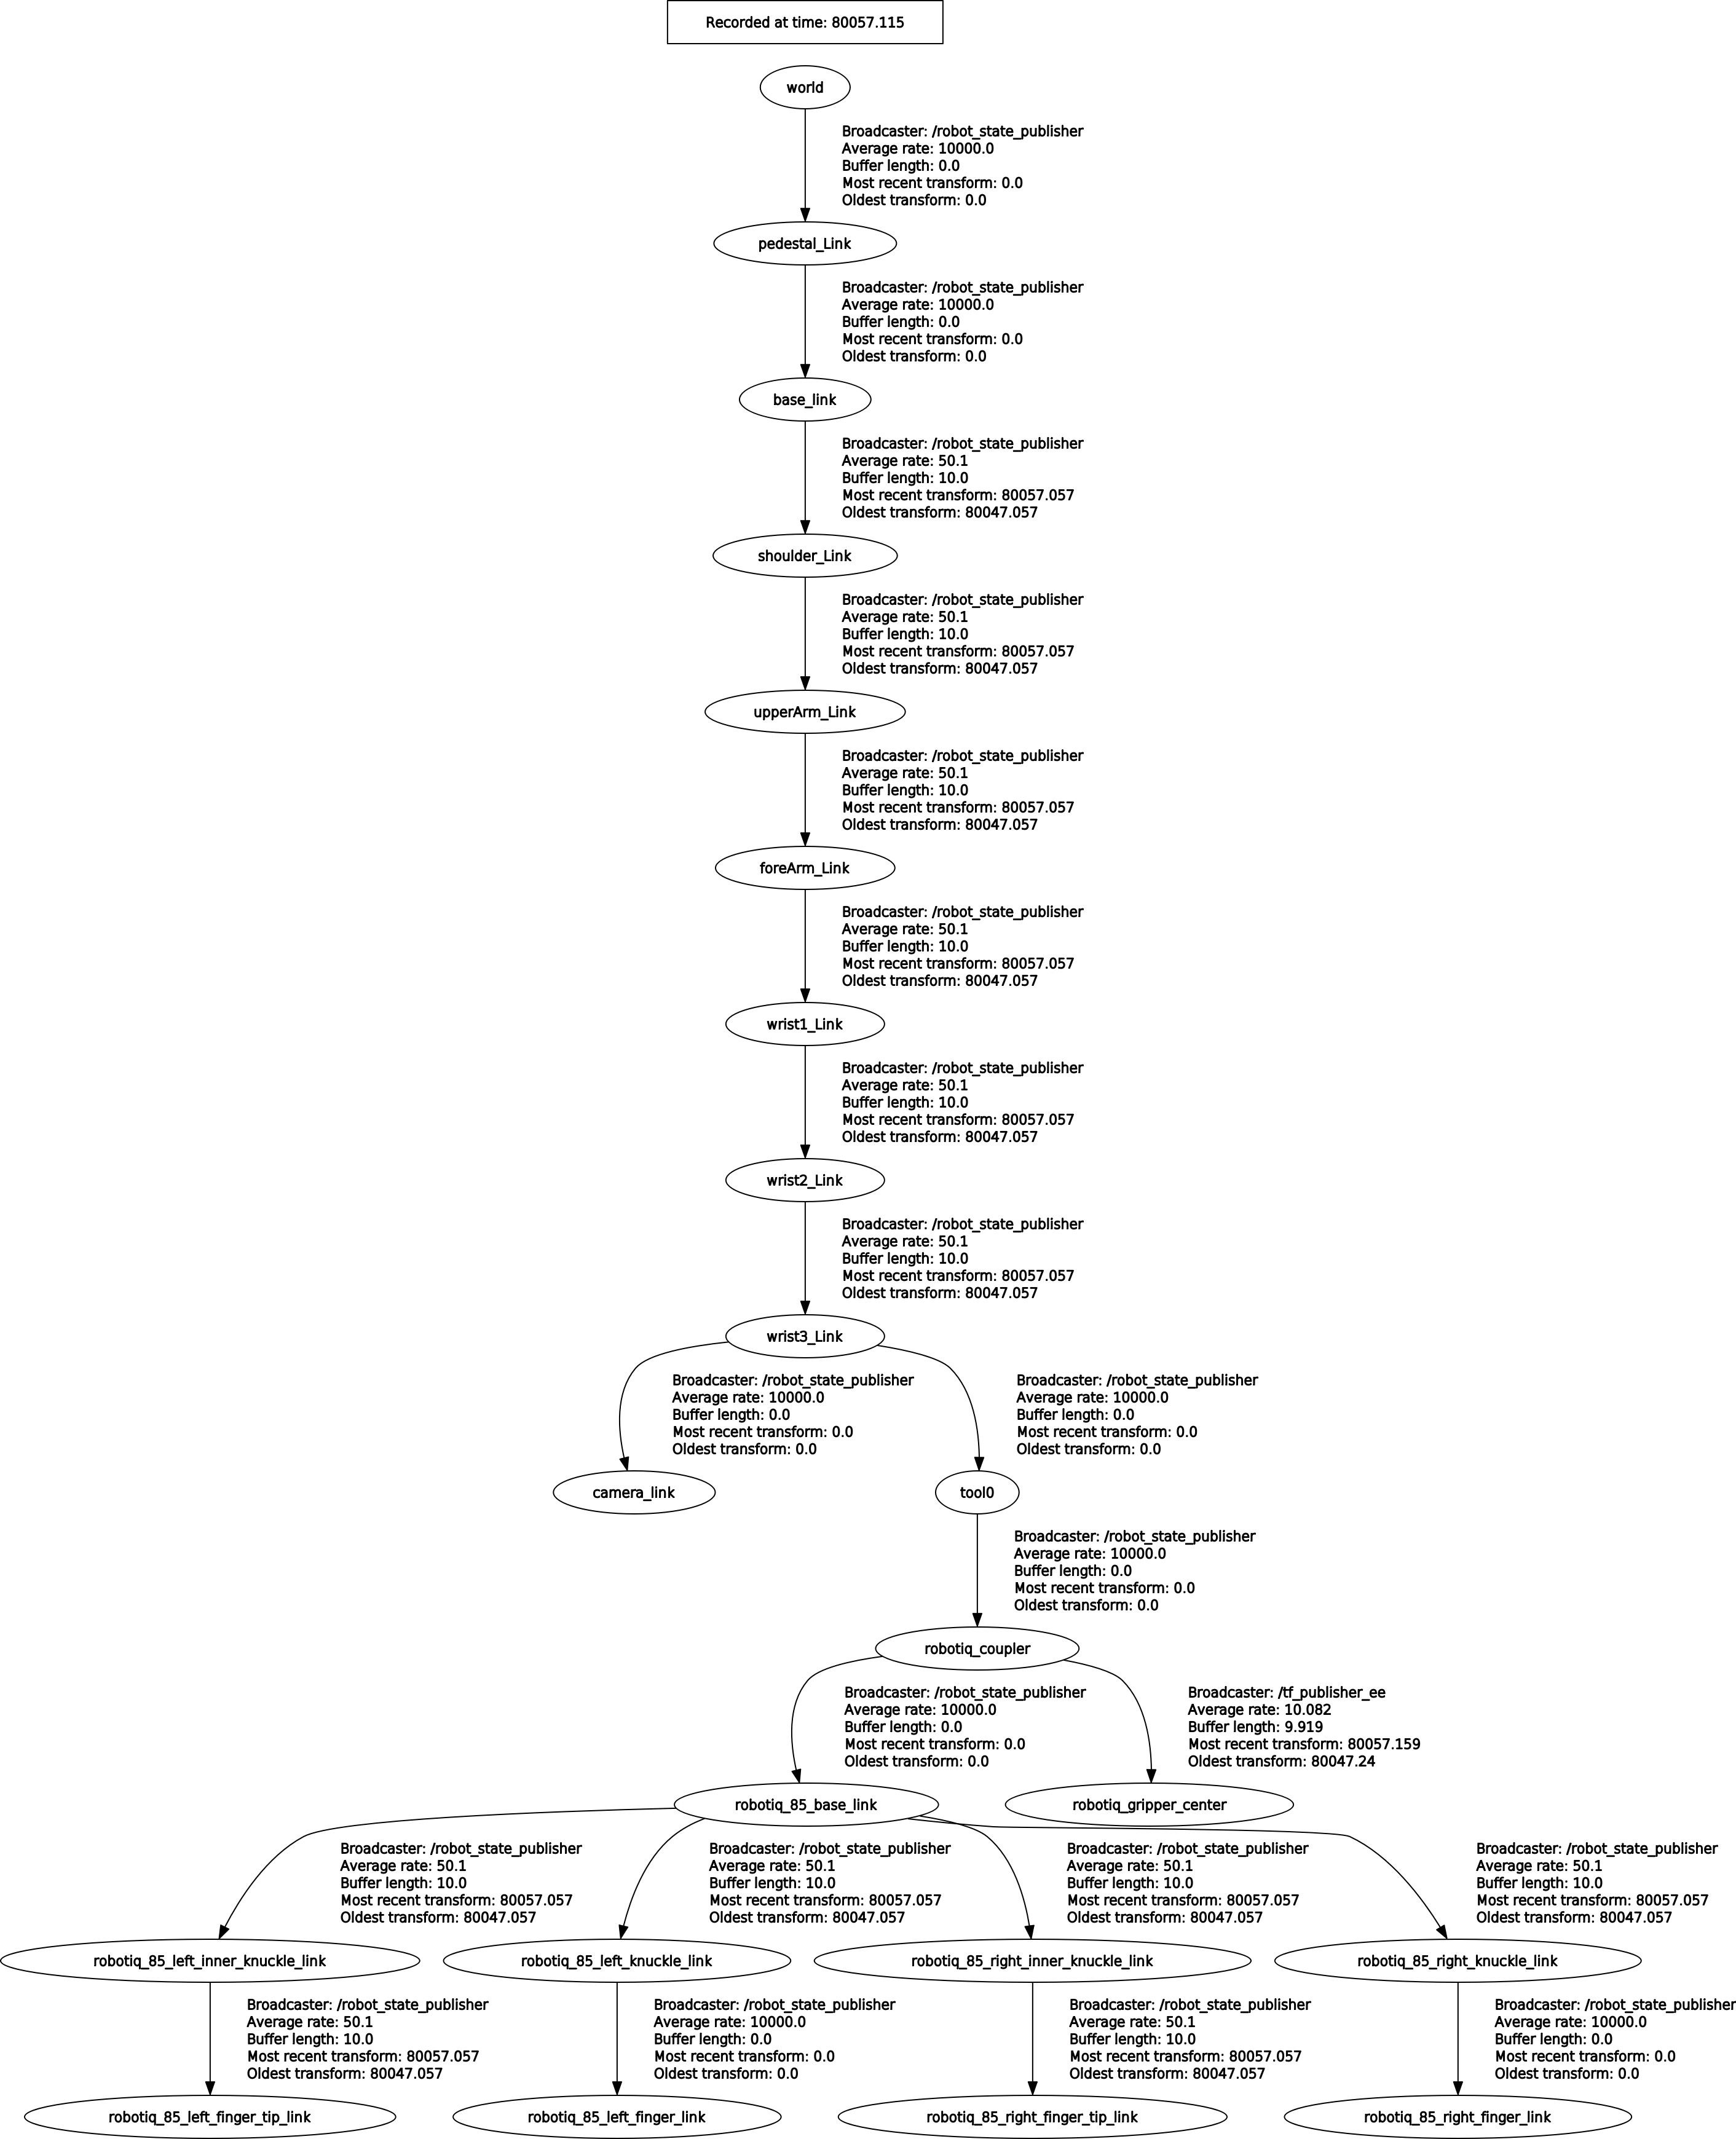 Recorded at time: 80057.115
world
Broadcaster: /robot_state_publisher
Average rate: 10000.0
Buffer length: 0.0
Most recent transform: 0.0
Oldest transform: 0.0
pedestal_Link
Broadcaster: /robot_state_publisher
Average rate: 10000.0
Buffer length: 0.0
Most recent transform: 0.0
Oldest transform: 0.0
base_link
Broadcaster: /robot_state_publisher
Average rate: 50.1
Buffer length: 10.0
Most recent transform: 80057.057
Oldest transform: 80047.057
shoulder_Link
Broadcaster: /robot_state_publisher
Average rate: 50.1
Buffer length: 10.0
Most recent transform: 80057.057
Oldest transform: 80047.057
upperArm_Link
Broadcaster: /robot_state_publisher
Average rate: 50.1
Buffer length: 10.0
Most recent transform: 80057.057
Oldest transform: 80047.057
foreArm_Link
Broadcaster: /robot_state_publisher
Average rate: 50.1
Buffer length: 10.0
Most recent transform: 80057.057
Oldest transform: 80047.057
wrist1_Link
Broadcaster: /robot_state_publisher
Average rate: 50.1
Buffer length: 10.0
Most recent transform: 80057.057
Oldest transform: 80047.057
wrist2_Link
Broadcaster: /robot_state_publisher
Average rate: 50.1
Buffer length: 10.0
Most recent transform: 80057.057
Oldest transform: 80047.057
wrist3_Link
Broadcaster: /robot_state_publisher
Average rate: 10000.0
Buffer length: 0.0
Most recent transform: 0.0
Oldest transform: 0.0
Broadcaster: /robot_state_publisher
Average rate: 10000.0
Buffer length: 0.0
Most recent transform: 0.0
Oldest transform: 0.0
camera_link
tool0
Broadcaster: /robot_state_publisher
Average rate: 10000.0
Buffer length: 0.0
Most recent transform: 0.0
Oldest transform: 0.0
robotiq_coupler
Broadcaster: /robot_state_publisher
Average rate: 10000.0
Buffer length: 0.0
Most recent transform: 0.0
Oldest transform: 0.0
Broadcaster: /tf_publisher_ee
Average rate: 10.082
Buffer length: 9.919
Most recent transform: 80057.159
Oldest transform: 80047.24
robotiq_85_base_link
robotiq_gripper_center
Broadcaster: /robot_state_publisher
Average rate: 50.1
Buffer length: 10.0
Most recent transform: 80057.057
Oldest transform: 80047.057
Broadcaster: /robot_state_publisher
Average rate: 50.1
Buffer length: 10.0
Most recent transform: 80057.057
Oldest transform: 80047.057
Broadcaster: /robot_state_publisher
Average rate: 50.1
Buffer length: 10.0
Most recent transform: 80057.057
Oldest transform: 80047.057
Broadcaster: /robot_state_publisher
Average rate: 50.1
Buffer length: 10.0
Most recent transform: 80057.057
Oldest transform: 80047.057
robotiq_85_left_inner_knuckle_link
robotiq_85_left_knuckle_link
robotiq_85_right_inner_knuckle_link
robotiq_85_right_knuckle_link
Broadcaster: /robot_state_publisher
Average rate: 50.1
Buffer length: 10.0
Most recent transform: 80057.057
Oldest transform: 80047.057
Broadcaster: /robot_state_publisher
Average rate: 10000.0
Buffer length: 0.0
Most recent transform: 0.0
Oldest transform: 0.0
Broadcaster: /robot_state_publisher
Average rate: 50.1
Buffer length: 10.0
Most recent transform: 80057.057
Oldest transform: 80047.057
Broadcaster: /robot_state_publisher
Average rate: 10000.0
Buffer length: 0.0
Most recent transform: 0.0
Oldest transform: 0.0
robotiq_85_left_finger_tip_link
robotiq_85_left_finger_link
robotiq_85_right_finger_tip_link
robotiq_85_right_finger_link